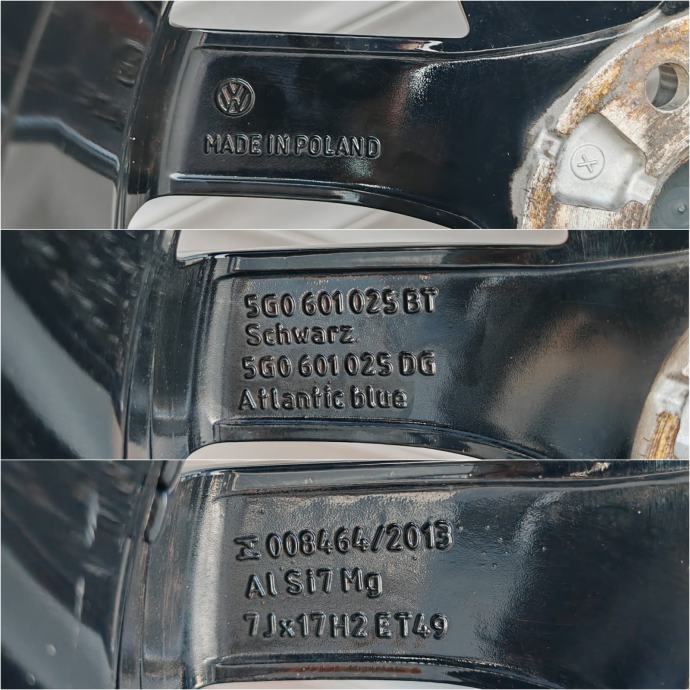 MADE IN POLAND
5G0 601 025 BT
Schwarz
5G0 601 025 DG
Atlantic blue
008464/2013
Al Si7 Mg
7Jx17H2 ET49